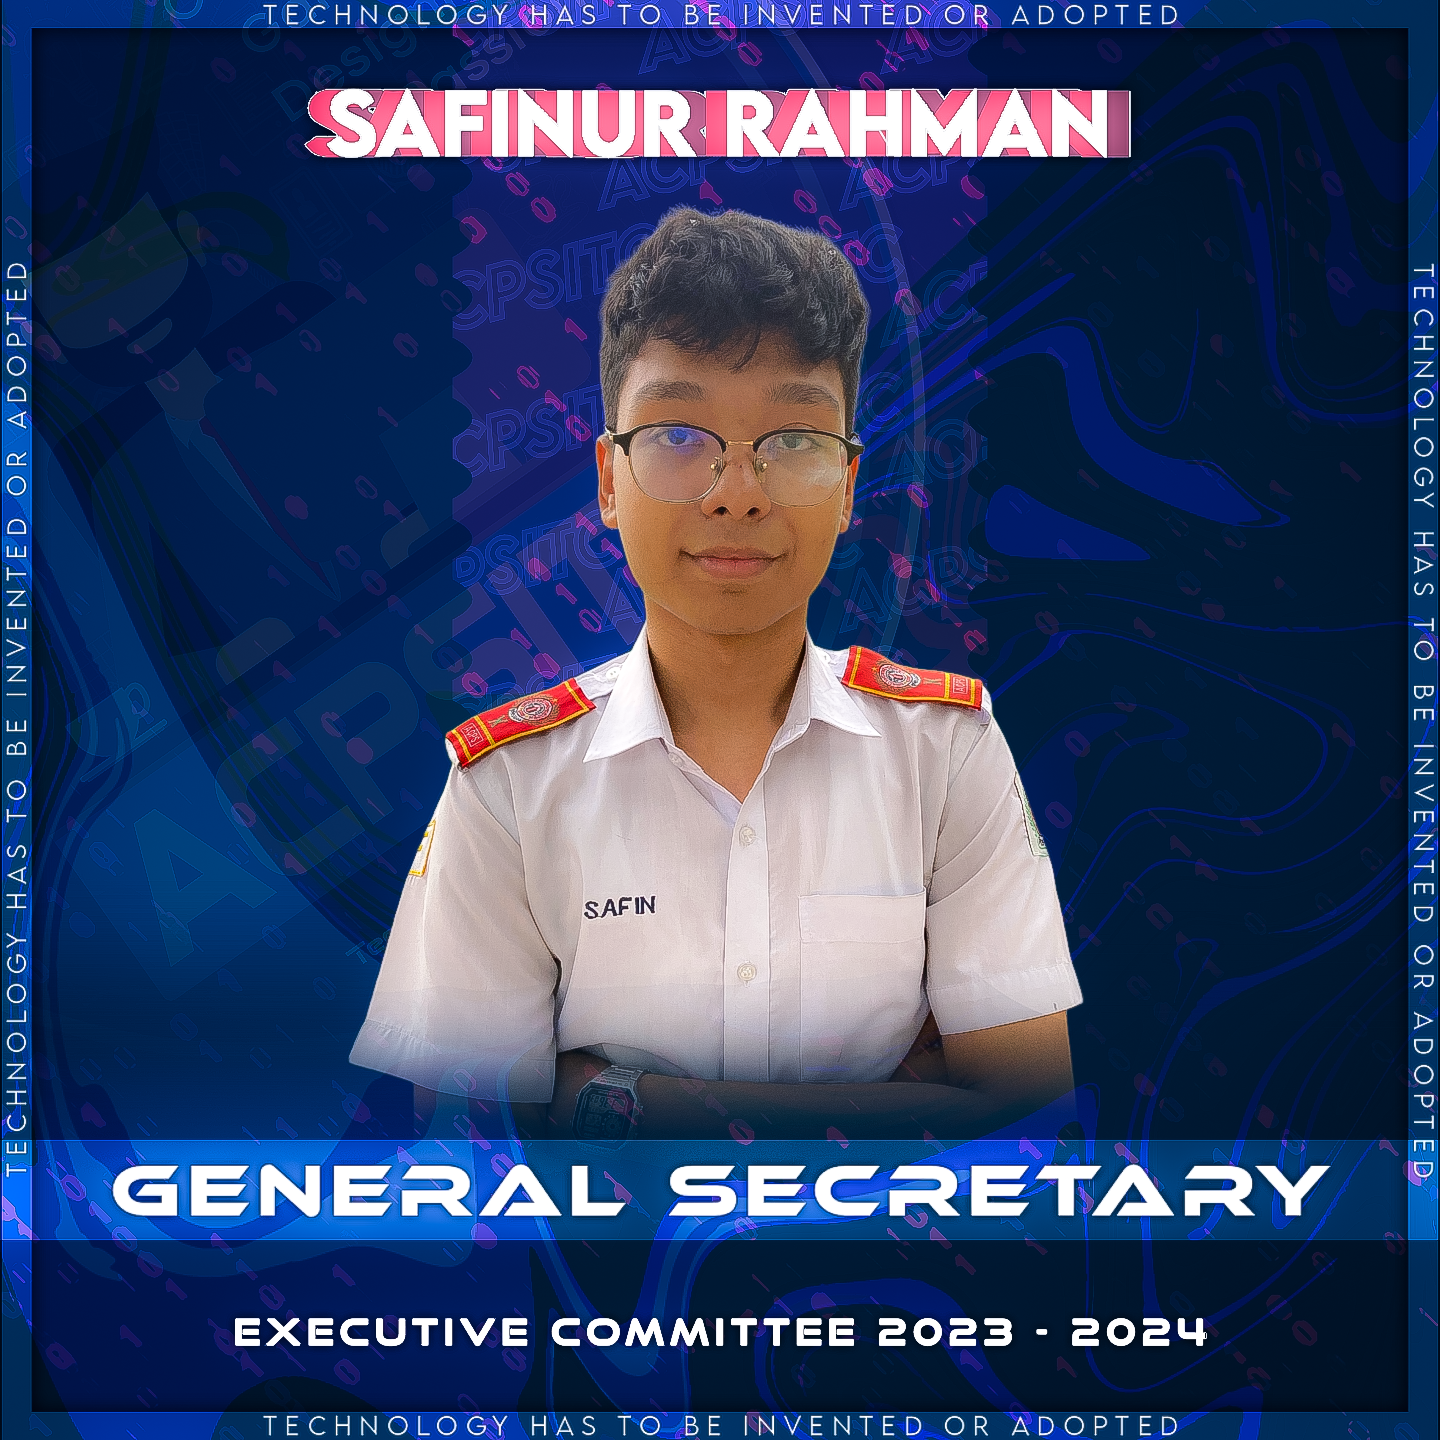 TECHNOLOGY HAS TO BE INVENTED OR ADOPTED
SAFINUR RAHMAN
TECHNOLOGY HAS TO BE INVENTED OR ADOPTED
TECHNOLOGY HAS TO BE INVENTED OR ADOPTED
ACPSITC
SAFIN
GENERAL SECRETARY
EXECUTIVE COMMITTEE 2023 - 2024
TECHNOLOGY HAS TO BE INVENTED OR ADOPTED